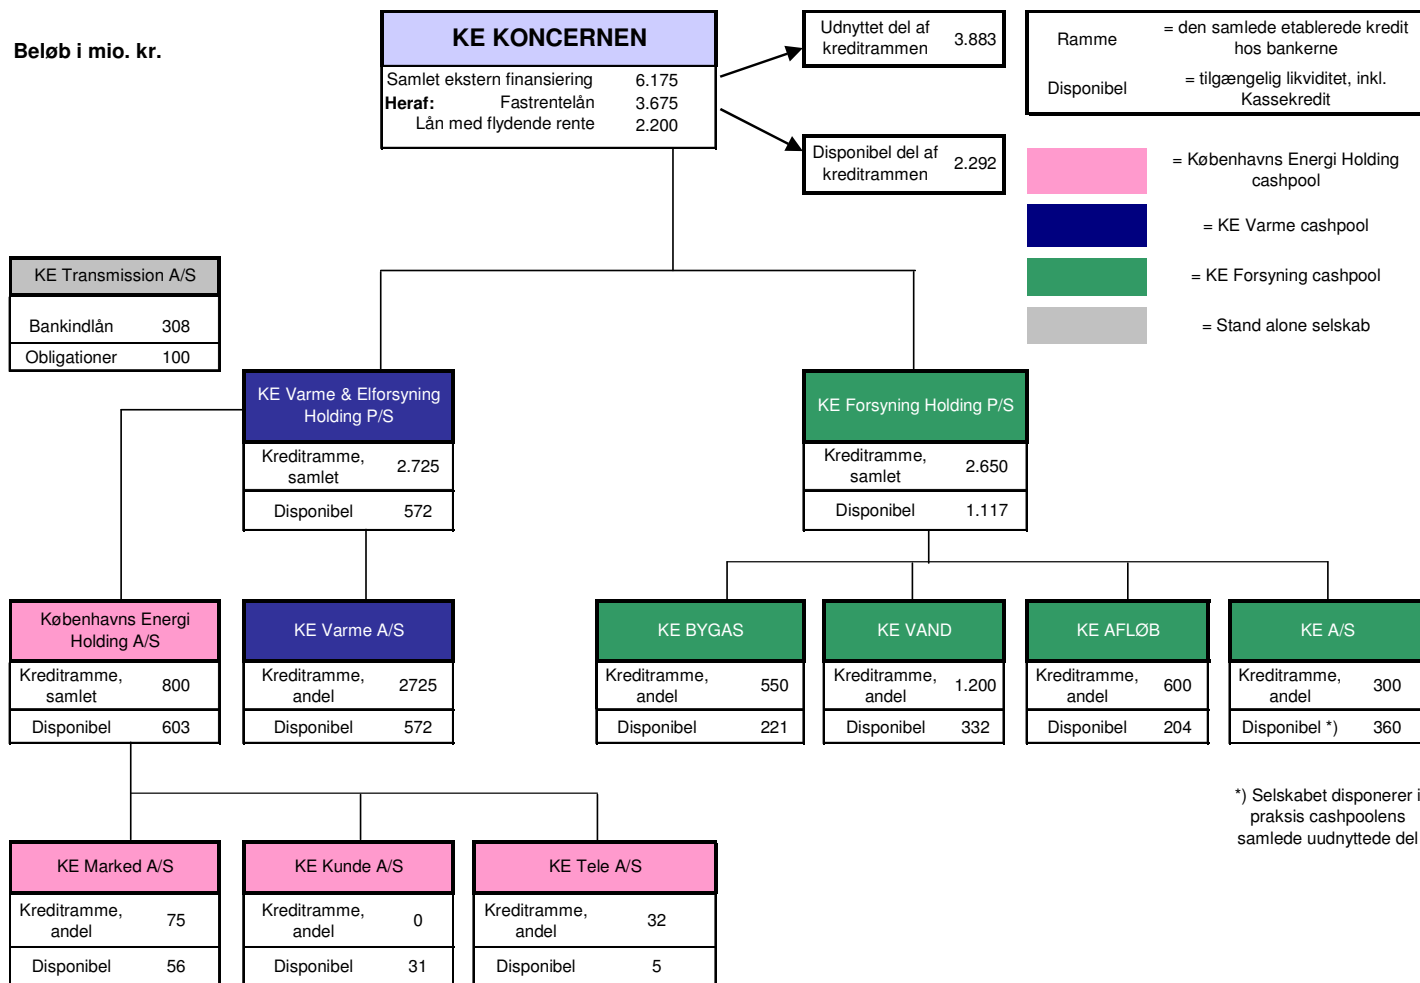 Beløb i mio. kr.
KE KONCERNEN
Samlet ekstern finansiering 6.175
Heraf: Fastrentelån 3.675
Lån med flydende rente 2.200
Udnyttet del af
kreditrammen 3.883
Disponibel del af
kreditrammen 2.292
Ramme = den samlede etablerede kredit
hos bankerne
Disponibel = tilgængelig likviditet, inkl.
Kassekredit
= Københavns Energi Holding
cashpool
= KE Varme cashpool
= KE Forsyning cashpool
= Stand alone selskab
KE Transmission A/S
Bankindlån 308
Obligationer 100
KE Varme & Elforsyning
Holding P/S
Kreditramme,
samlet 2.725
Disponibel 572
KE Forsyning Holding P/S
Kreditramme,
samlet 2.650
Disponibel 1.117
Københavns Energi
Holding A/S
Kreditramme,
samlet 800
Disponibel 603
KE Varme A/S
Kreditramme,
andel 2725
Disponibel 572
KE BYGAS
Kreditramme,
andel 550
Disponibel 221
KE VAND
Kreditramme,
andel 1.200
Disponibel 332
KE AFLØB
Kreditramme,
andel 600
Disponibel 204
KE A/S
Kreditramme,
andel 300
Disponibel *) 360
*) Selskabet disponerer i
praksis cashpoolens
samlede uudnyttede del
KE Marked A/S
Kreditramme,
andel 75
Disponibel 56
KE Kunde A/S
Kreditramme,
andel 0
Disponibel 31
KE Tele A/S
Kreditramme,
andel 32
Disponibel 5